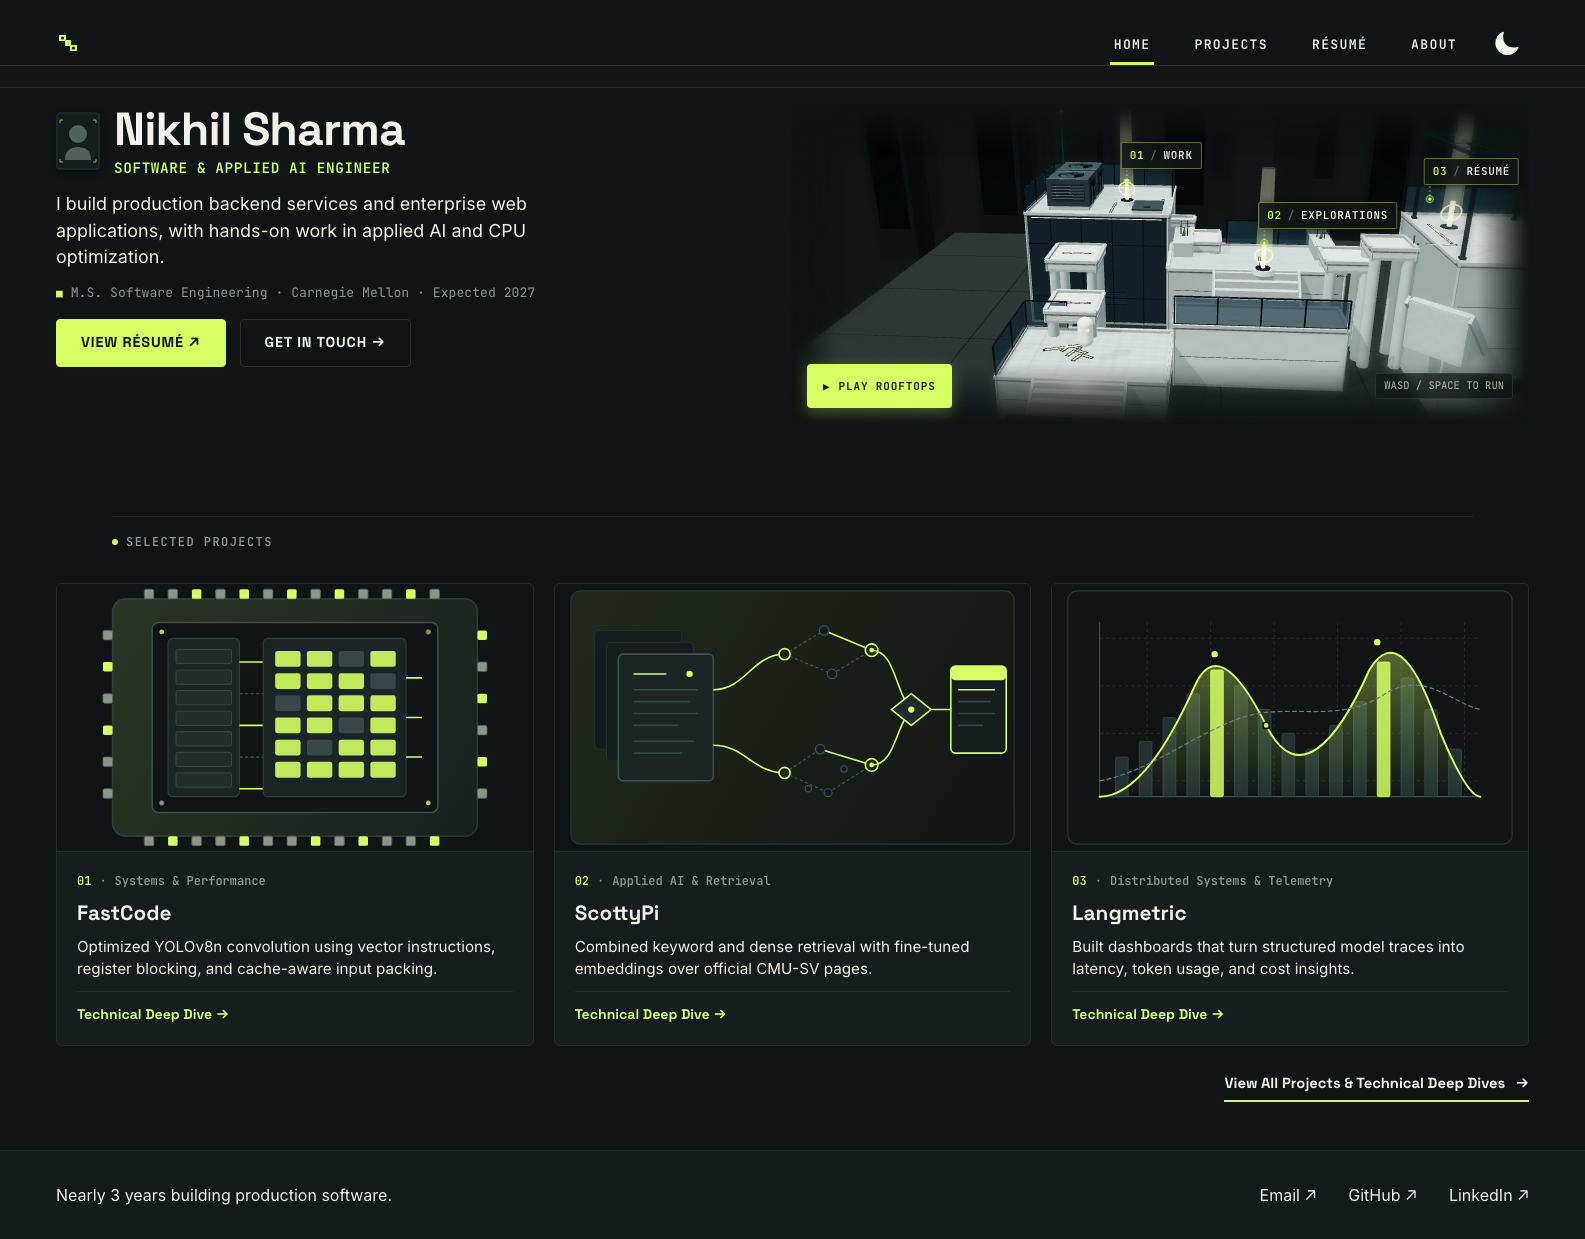 HOME PROJECTS RÉSUMÉ ABOUT
Nikhil Sharma
SOFTWARE & APPLIED AI ENGINEER
I build production backend services and enterprise web
applications, with hands-on work in applied AI and CPU
optimization.
M.S. Software Engineering · Carnegie Mellon · Expected 2027
VIEW RÉSUMÉ ↗ GET IN TOUCH →
01 / WORK
03 / RÉSUMÉ
02 / EXPLORATIONS
▶ PLAY ROOFTOPS
WASD / SPACE TO RUN
SELECTED PROJECTS
01 · Systems & Performance
FastCode
Optimized YOLOv8n convolution using vector instructions,
register blocking, and cache-aware input packing.
Technical Deep Dive →
02 · Applied AI & Retrieval
ScottyPi
Combined keyword and dense retrieval with fine-tuned
embeddings over official CMU-SV pages.
Technical Deep Dive →
03 · Distributed Systems & Telemetry
Langmetric
Built dashboards that turn structured model traces into
latency, token usage, and cost insights.
Technical Deep Dive →
View All Projects & Technical Deep Dives →
Nearly 3 years building production software.
Email ↗ GitHub ↗ LinkedIn ↗